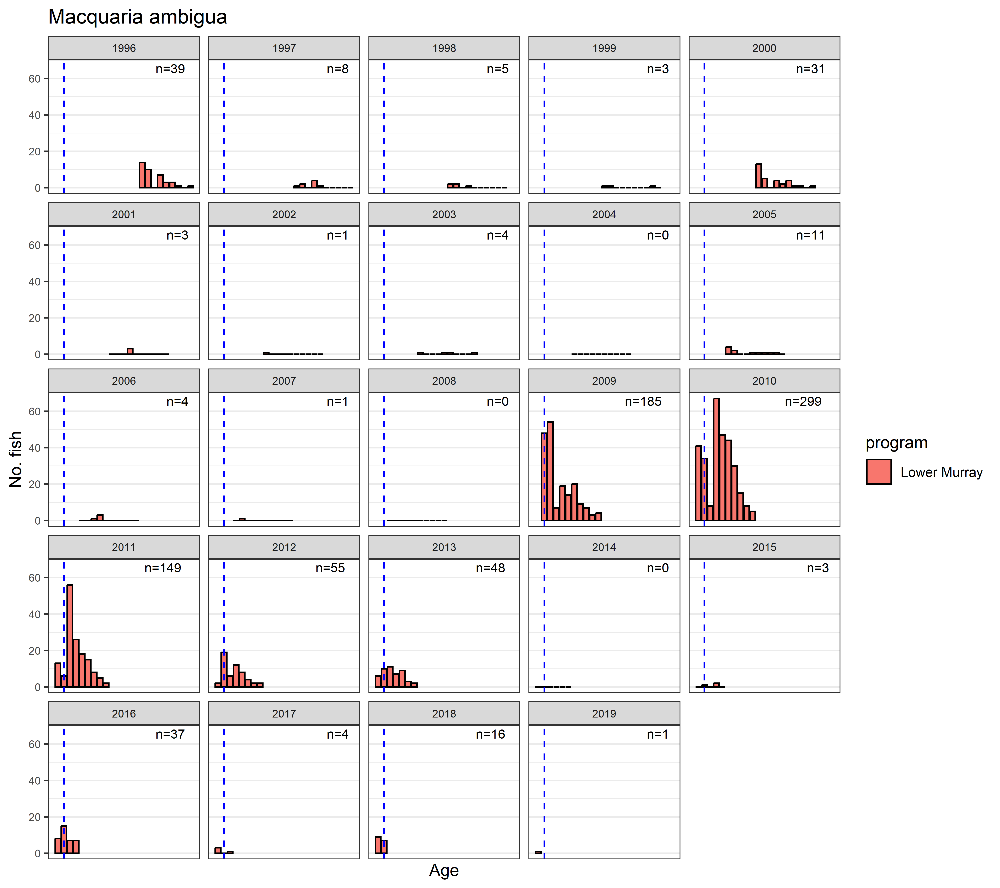 Macquaria ambigua
1996 1997 1998 1999 2000
n=39 n=8 n=5 n=3 n=31
60
40
20
0
2001 2002 2003 2004 2005
n=3 n=1 n=4 n=0 n=11
60
40
20
0
2006 2007 2008 2009 2010
n=4 n=1 n=0 n=185 n=299
60
40
20
0
No. fish
program
Lower Murray
2011 2012 2013 2014 2015
n=149 n=55 n=48 n=0 n=3
60
40
20
0
2016 2017 2018 2019
n=37 n=4 n=16 n=1
60
40
20
0
Age